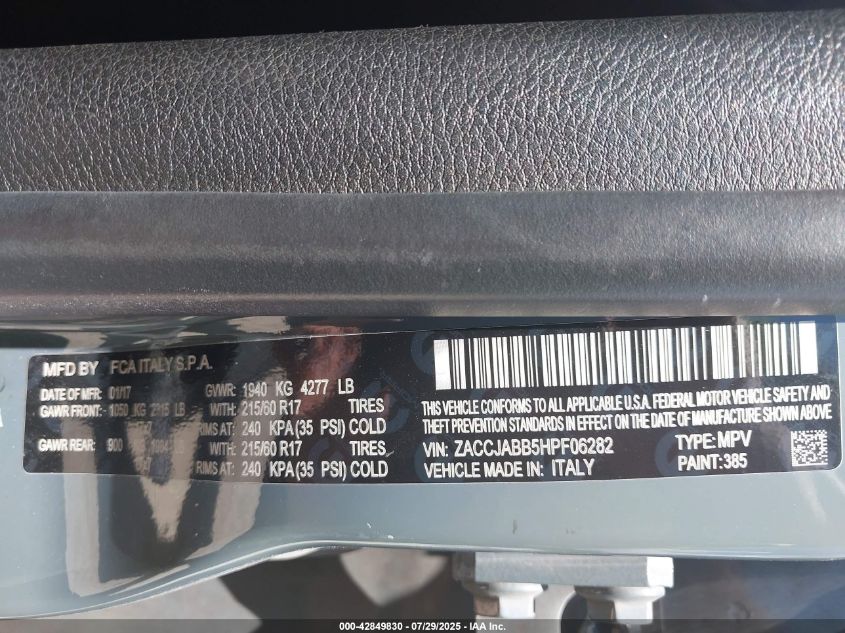 MFD BY FCA ITALY S.P.A.
DATE OF MFR: 01/17 GVWR: 1940 KG 4277 LB
GAWR FRONT: 1050 KG 2315 LB WITH: 215/60 R17 TIRES
RIMS AT: 240 KPA (35 PSI) COLD
GAWR REAR: 900 1984 LB WITH: 215/60 R17 TIRES
RIMS AT: 240 KPA (35 PSI) COLD
THIS VEHICLE CONFORMS TO ALL APPLICABLE U.S.A. FEDERAL MOTOR VEHICLE SAFETY AND
THEFT PREVENTION STANDARDS IN EFFECT ON THE DATE OF MANUFACTURE SHOWN ABOVE
VIN: ZACCJABB5HPF06282 TYPE: MPV
VEHICLE MADE IN: ITALY PAINT: 385
000-42849830 - 07/29/2025 - IAA Inc.